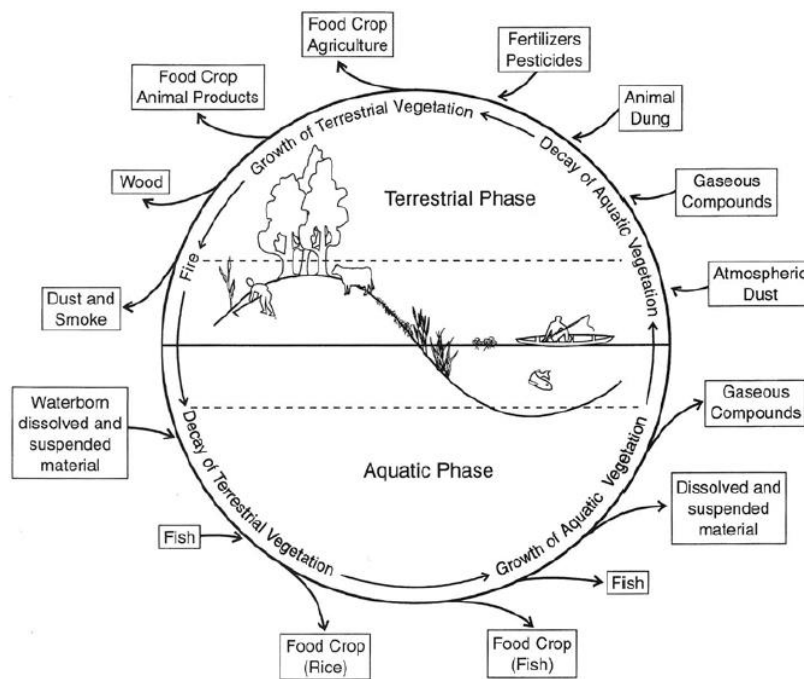 Food Crop
Agriculture
Fertilizers
Pesticides
Food Crop
Animal Products
Animal
Dung
Growth of Terrestrial Vegetation
Decay of Aquatic Vegetation
Wood
Terrestrial Phase
Gaseous
Compounds
Fire
Dust and
Smoke
Atmospheric
Dust
Waterborn
dissolved and
suspended
material
Gaseous
Compounds
Decay of Terrestrial Vegetation
Aquatic Phase
Growth of Aquatic Vegetation
Dissolved and
suspended
material
Fish
Fish
Food Crop
(Rice)
Food Crop
(Fish)